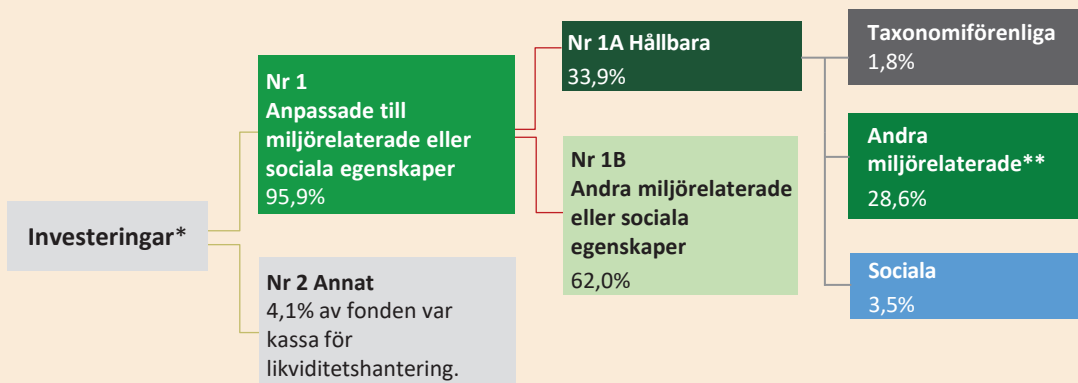 Investeringar*
Nr 1
Anpassade till
miljörelaterade eller
sociala egenskaper
95,9%
Nr 2 Annat
4,1% av fonden var
kassa för
likviditetshantering.
Nr 1A Hållbara
33,9%
Nr 1B
Andra miljörelaterade
eller sociala
egenskaper
62,0%
Taxonomiförenliga
1,8%
Andra
miljörelaterade**
28,6%
Sociala
3,5%